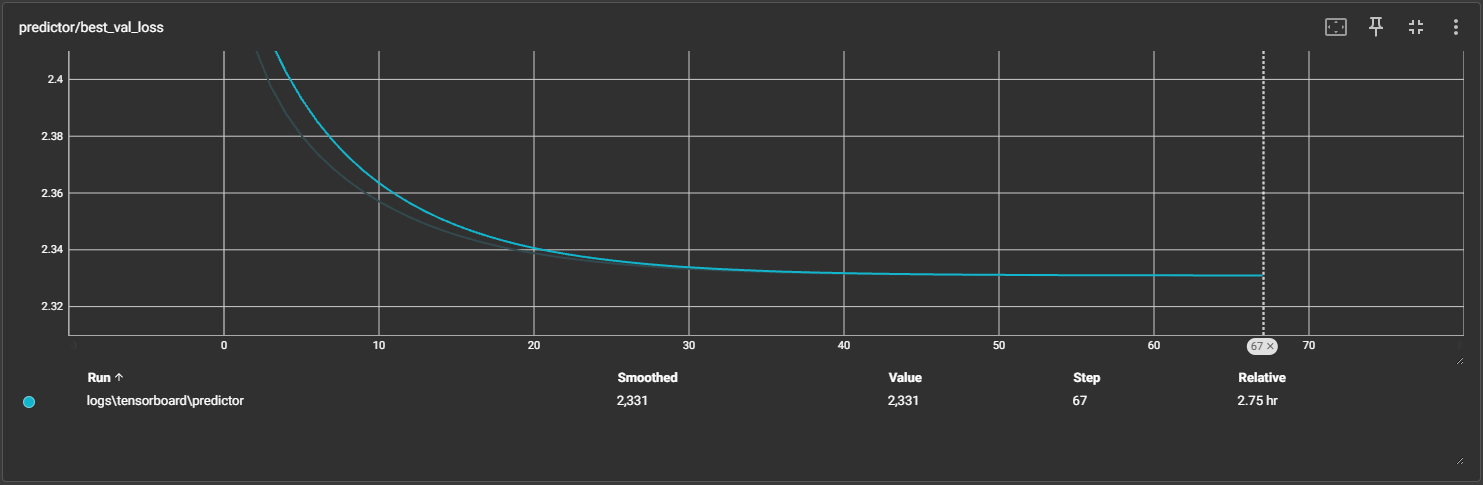 predictor/best_val_loss
2.4
2.38
2.36
2.34
2.32
0 10 20 30 40 50 60 67 × 70
Run ↑ Smoothed Value Step Relative
logs\tensorboard\predictor 2,331 2,331 67 2.75 hr